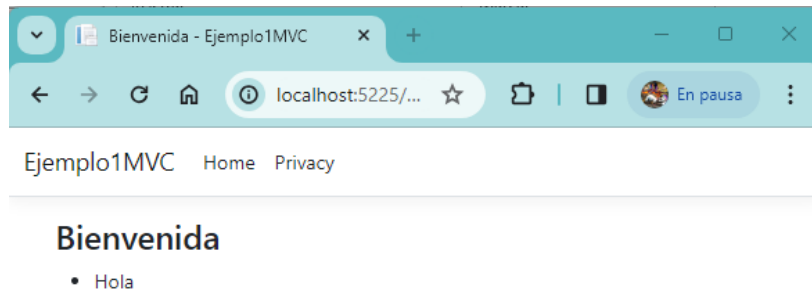 Bienvenida - Ejemplo1MVC
localhost:5225/...
En pausa
Ejemplo1MVC Home Privacy
Bienvenida
• Hola